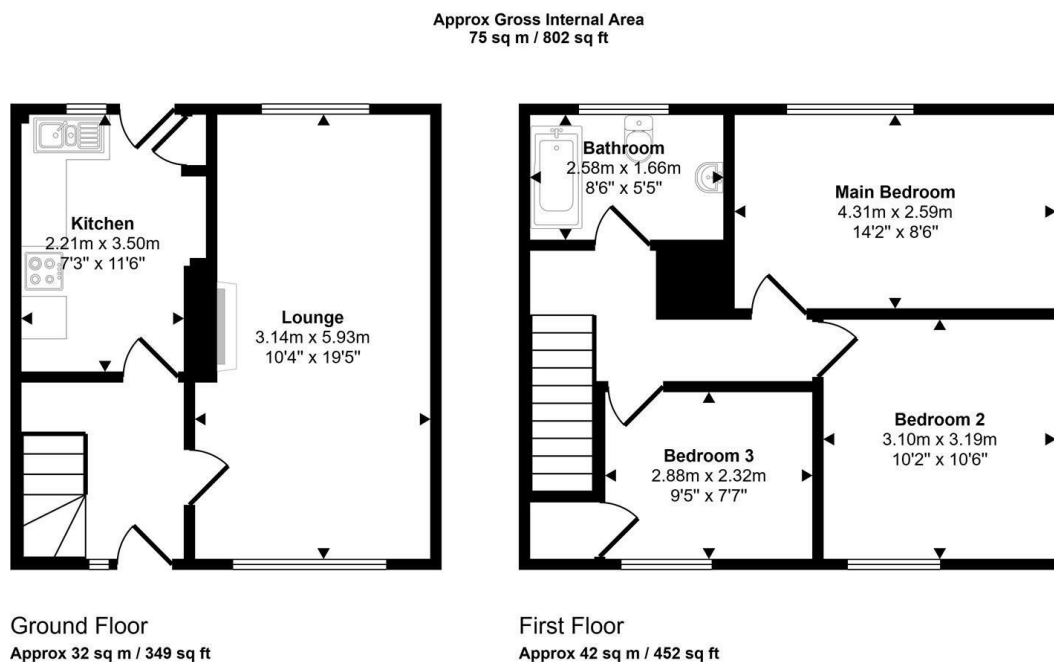 Approx Gross Internal Area
75 sq m / 802 sq ft
Kitchen
2.21m x 3.50m
7'3" x 11'6"
Lounge
3.14m x 5.93m
10'4" x 19'5"
Bathroom
2.58m x 1.66m
8'6" x 5'5"
Main Bedroom
4.31m x 2.59m
14'2" x 8'6"
Bedroom 3
2.88m x 2.32m
9'5" x 7'7"
Bedroom 2
3.10m x 3.19m
10'2" x 10'6"
Ground Floor
Approx 32 sq m / 349 sq ft
First Floor
Approx 42 sq m / 452 sq ft